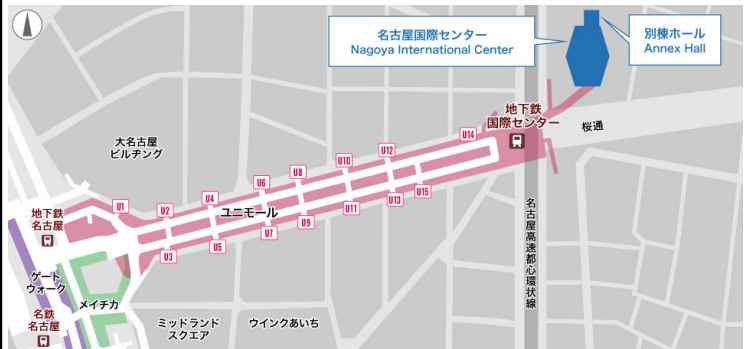 名古屋国際センター
Nagoya International Center
別棟ホール
Annex Hall
地下鉄
国際センター
桜通
大名古屋
ビルヂング
U14
U12
U10
U8
U6
U4
U2
U1
ユニモール
U15
U13
U11
U9
U7
U5
U3
地下鉄
名古屋
名古屋高速都心環状線
ゲート
ウォーク
メイチカ
名鉄
名古屋
ミッドランド
スクエア
ウインクあいち